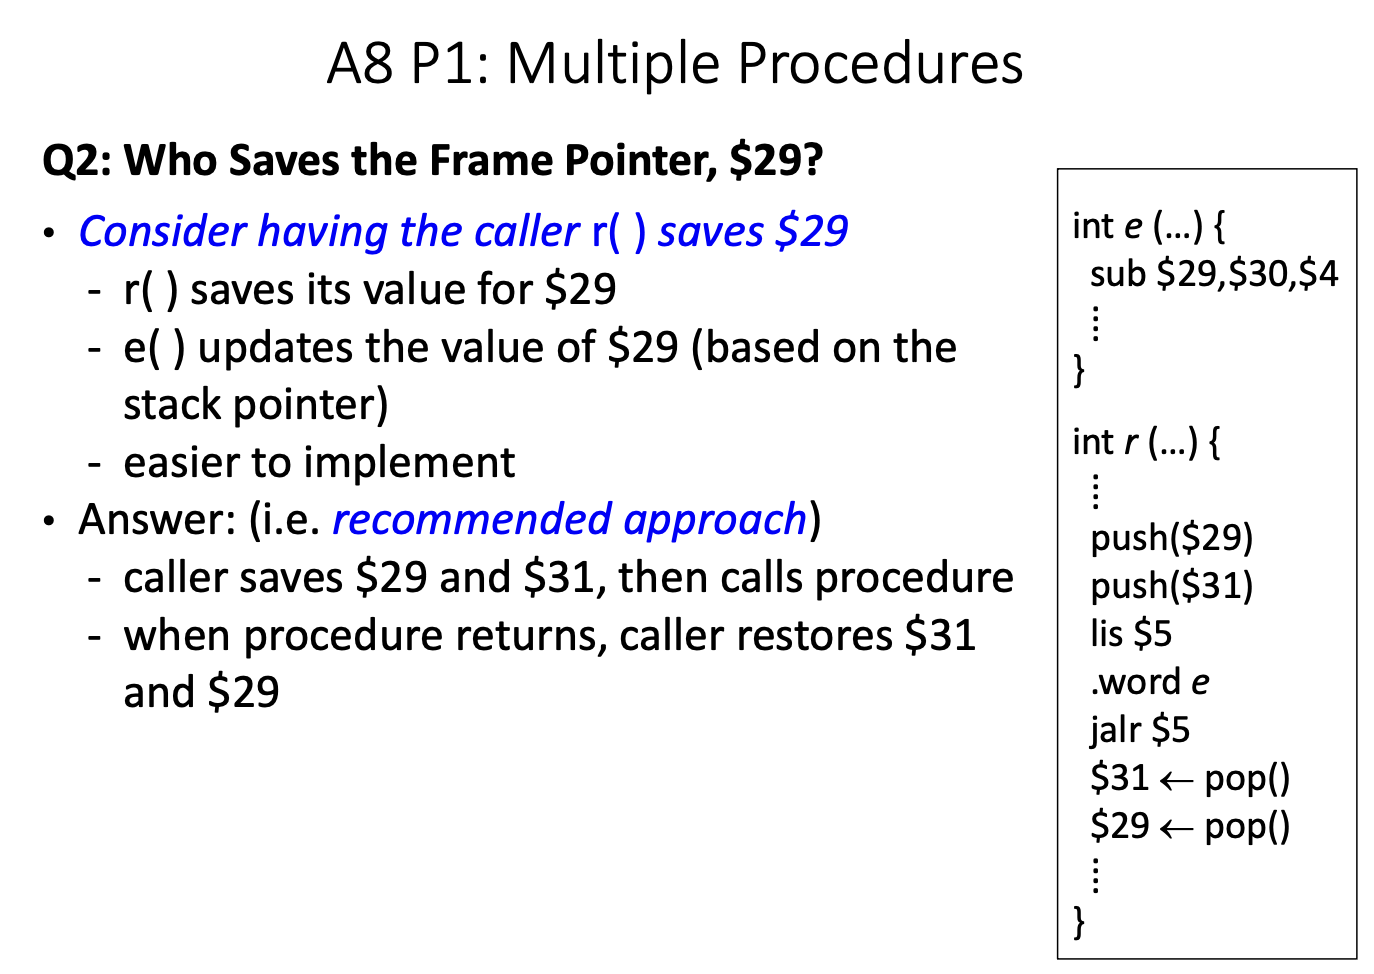 A8 P1: Multiple Procedures
Q2: Who Saves the Frame Pointer, $29?
• Consider having the caller r( ) saves $29
- r( ) saves its value for $29
- e( ) updates the value of $29 (based on the
stack pointer)
- easier to implement
• Answer: (i.e. recommended approach)
- caller saves $29 and $31, then calls procedure
- when procedure returns, caller restores $31
and $29
int e (…) {
sub $29,$30,$4
⁞
}
int r (…) {
⁞
push($29)
push($31)
lis $5
.word e
jalr $5
$31 ← pop()
$29 ← pop()
⁞
}